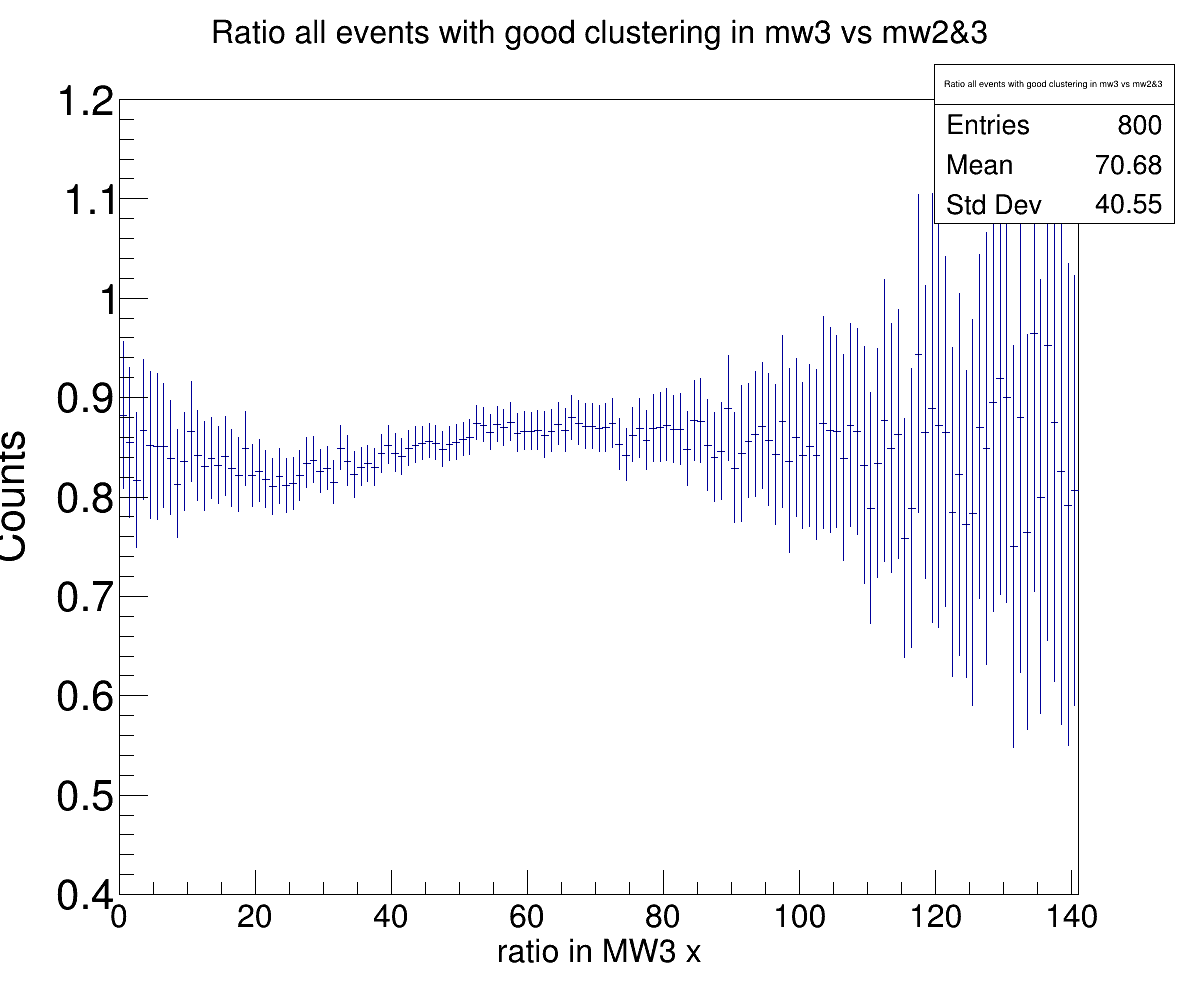 Ratio all events with good clustering in mw3 vs mw2&3
Ratio all events with good clustering in mw3 vs mw2&3
Entries 800
Mean 70.68
Std Dev 40.55
1.2
1.1
1
0.9
0.8
0.7
0.6
0.5
0.4
Counts
0 20 40 60 80 100 120 140
ratio in MW3 x